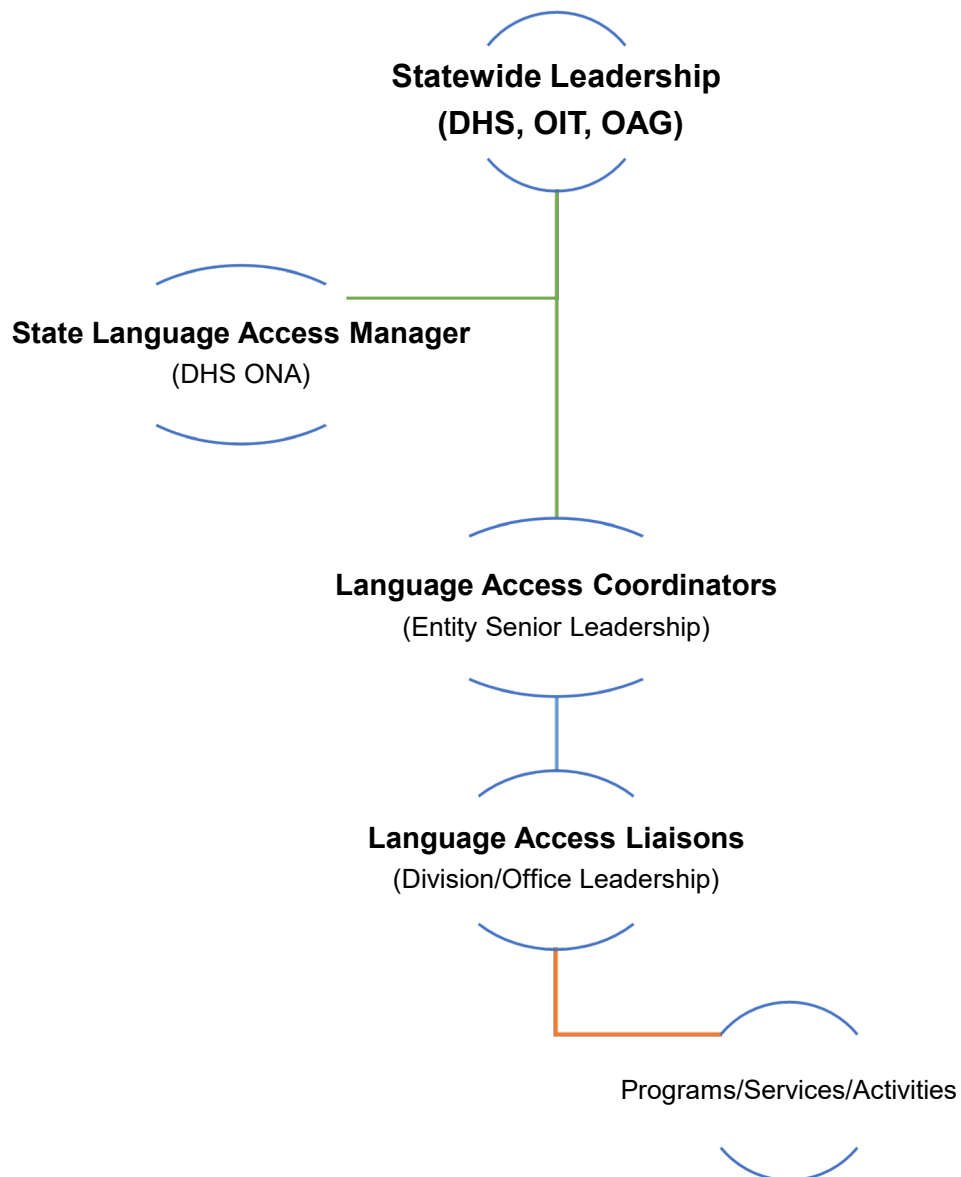 Statewide Leadership
(DHS, OIT, OAG)
State Language Access Manager
(DHS ONA)
Language Access Coordinators
(Entity Senior Leadership)
Language Access Liaisons
(Division/Office Leadership)
Programs/Services/Activities